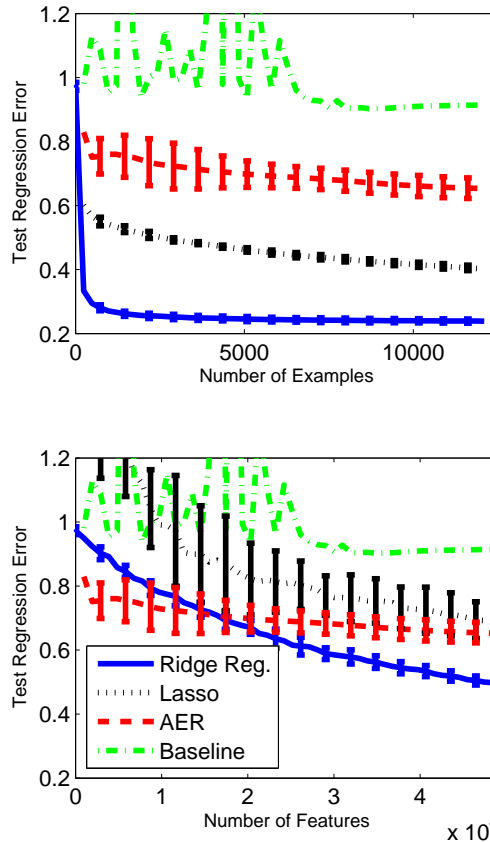 1.2
1
0.8
0.6
0.4
0.2
Test Regression Error
0
5000
10000
Number of Examples
1.2
1
0.8
0.6
0.4
0.2
Test Regression Error
Ridge Reg.
Lasso
AER
Baseline
0
1
2
3
4
Number of Features
x 10